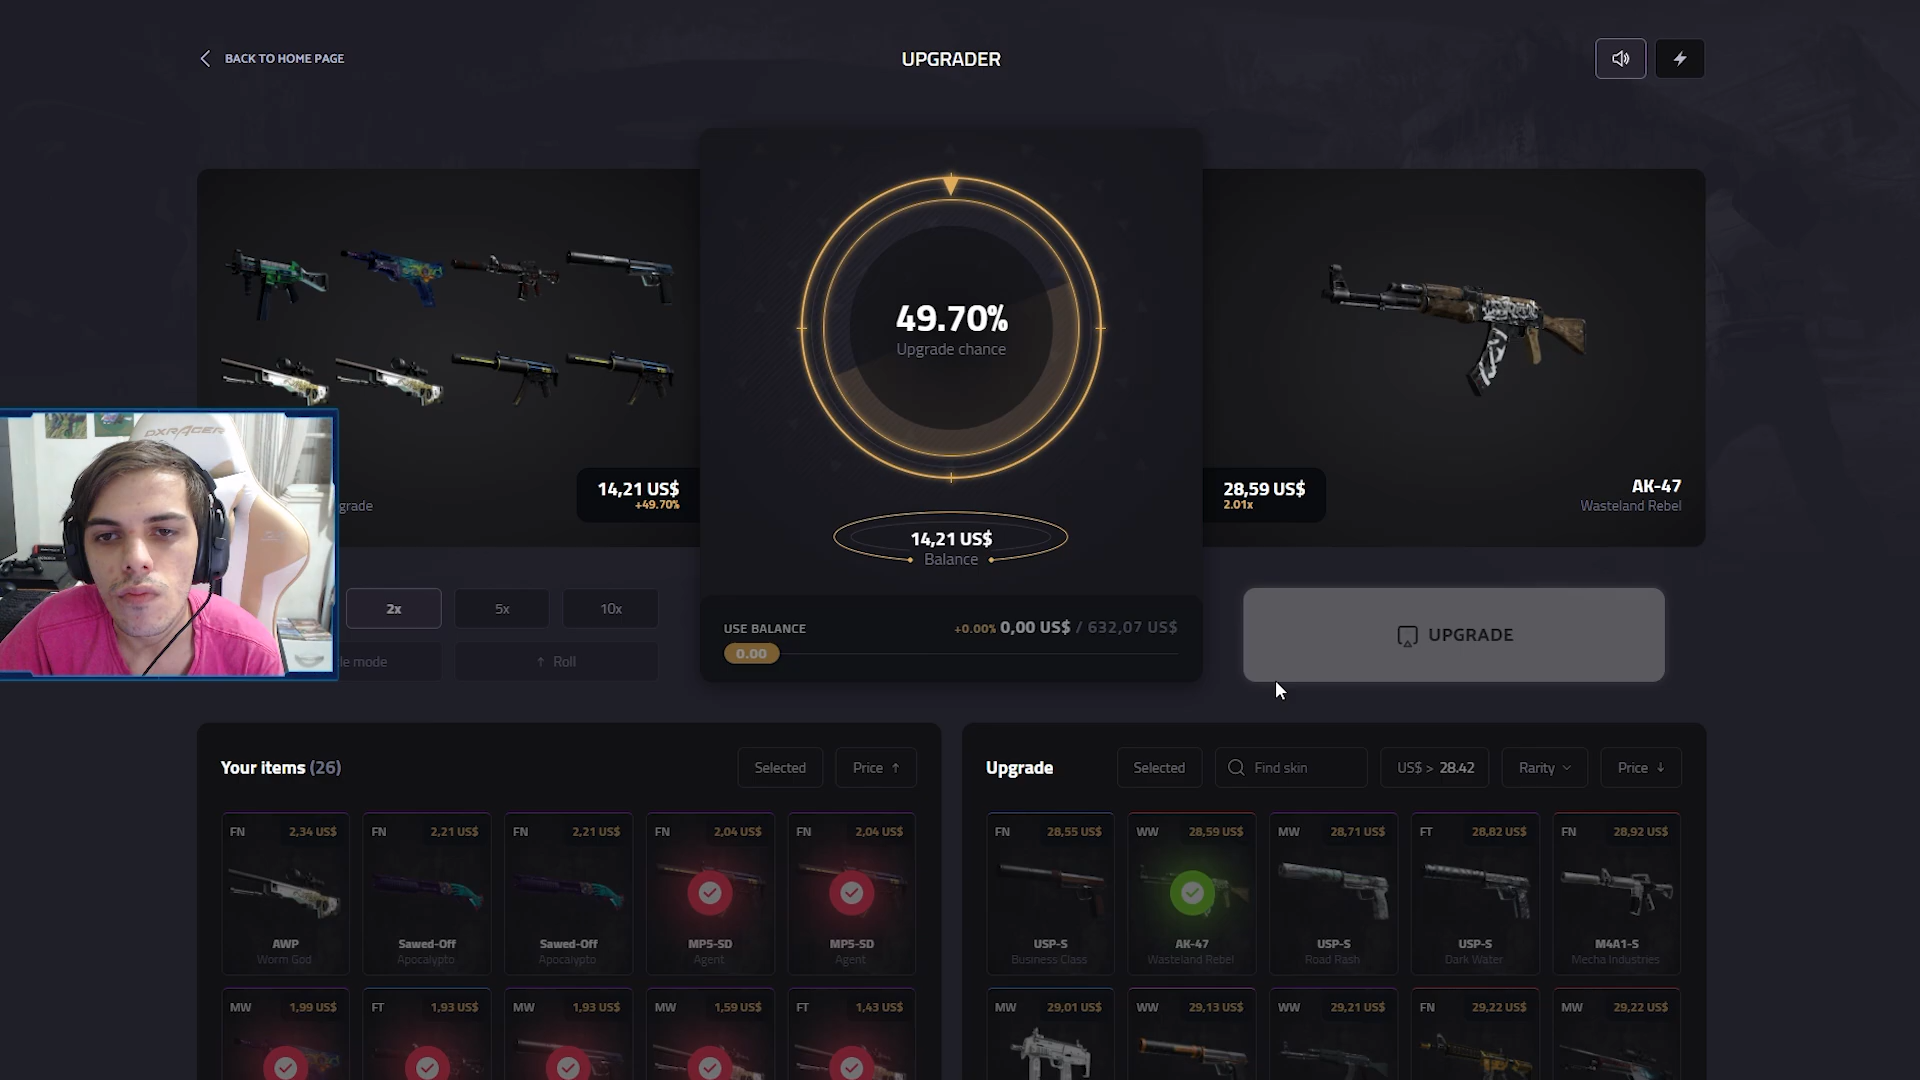 BACK TO HOME PAGE
UPGRADER
49.70%
Upgrade chance
grade
14,21 US$
+49.70%
28,59 US$
2.01x
AK-47
Wasteland Rebel
14,21 US$
Balance
DXRACER
2x
5x
10x
le mode
Roll
USE BALANCE
+0.00% 0,00 US$ / 632,07 US$
0.00
UPGRADE
Your items (26)
Selected
Price
Upgrade
Selected
Find skin
US$ > 28.42
Rarity
Price
FN 2,34 US$
AWP
Worm God
FN 2,21 US$
Sawed-Off
Apocalypto
FN 2,21 US$
Sawed-Off
Apocalypto
FN 2,04 US$
MP5-SD
Agent
FN 2,04 US$
MP5-SD
Agent
FN 28,55 US$
USP-S
Business Class
WW 28,59 US$
AK-47
Wasteland Rebel
MW 28,71 US$
USP-S
Road Rash
FT 28,82 US$
USP-S
Dark Water
FN 28,92 US$
M4A1-S
Mecha Industries
MW 1,99 US$
FT 1,93 US$
MW 1,93 US$
MW 1,59 US$
FT 1,43 US$
MW 29,01 US$
WW 29,13 US$
WW 29,21 US$
FN 29,22 US$
MW 29,22 US$